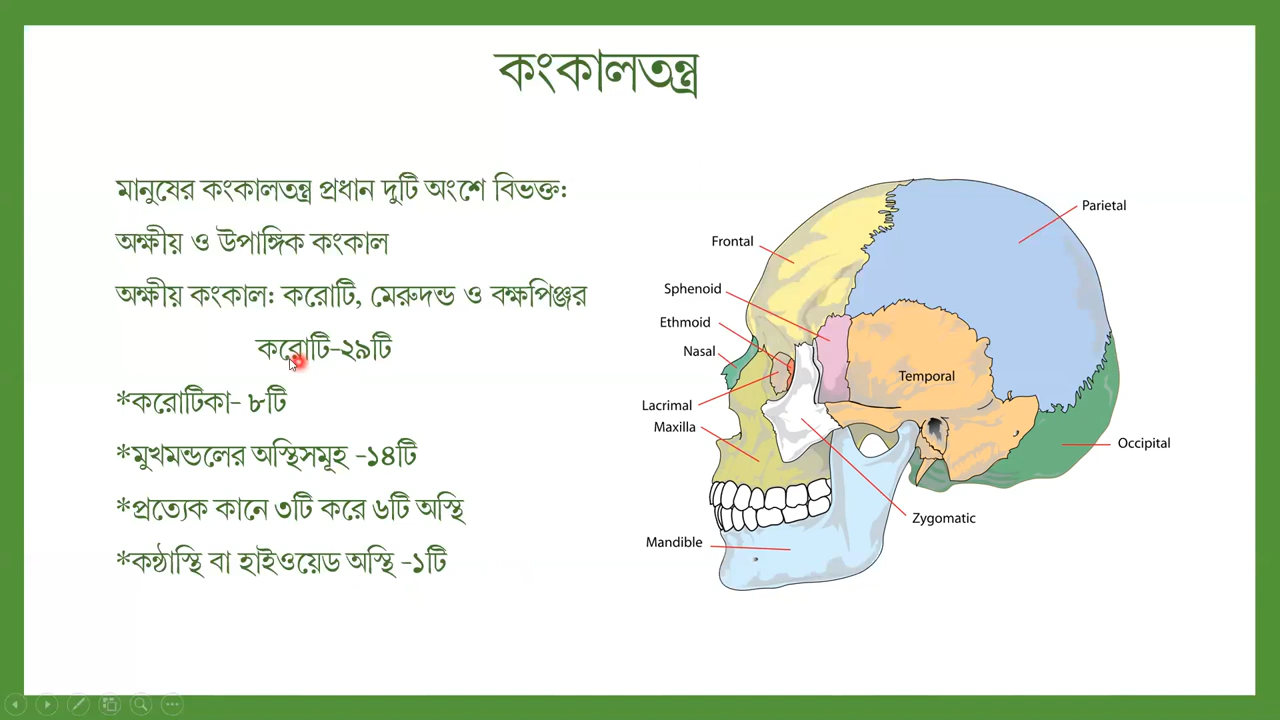 কংকালতন্ত্র
মানুষের কংকালতন্ত্র প্রধান দুটি অংশে বিভক্ত:
অক্ষীয় ও উপাঙ্গিক কংকাল
অক্ষীয় কংকাল: করোটি, মেরুদন্ড ও বক্ষপিঞ্জর
করোটি-২৯টি
*করোটিকা- ৮টি
*মুখমন্ডলের অস্থিসমূহ -১৪টি
*প্রত্যেক কানে ৩টি করে ৬টি অস্থি
*কন্ঠাস্থি বা হাইওয়েড অস্থি -১টি
Parietal
Frontal
Sphenoid
Ethmoid
Nasal
Temporal
Lacrimal
Maxilla
Occipital
Zygomatic
Mandible